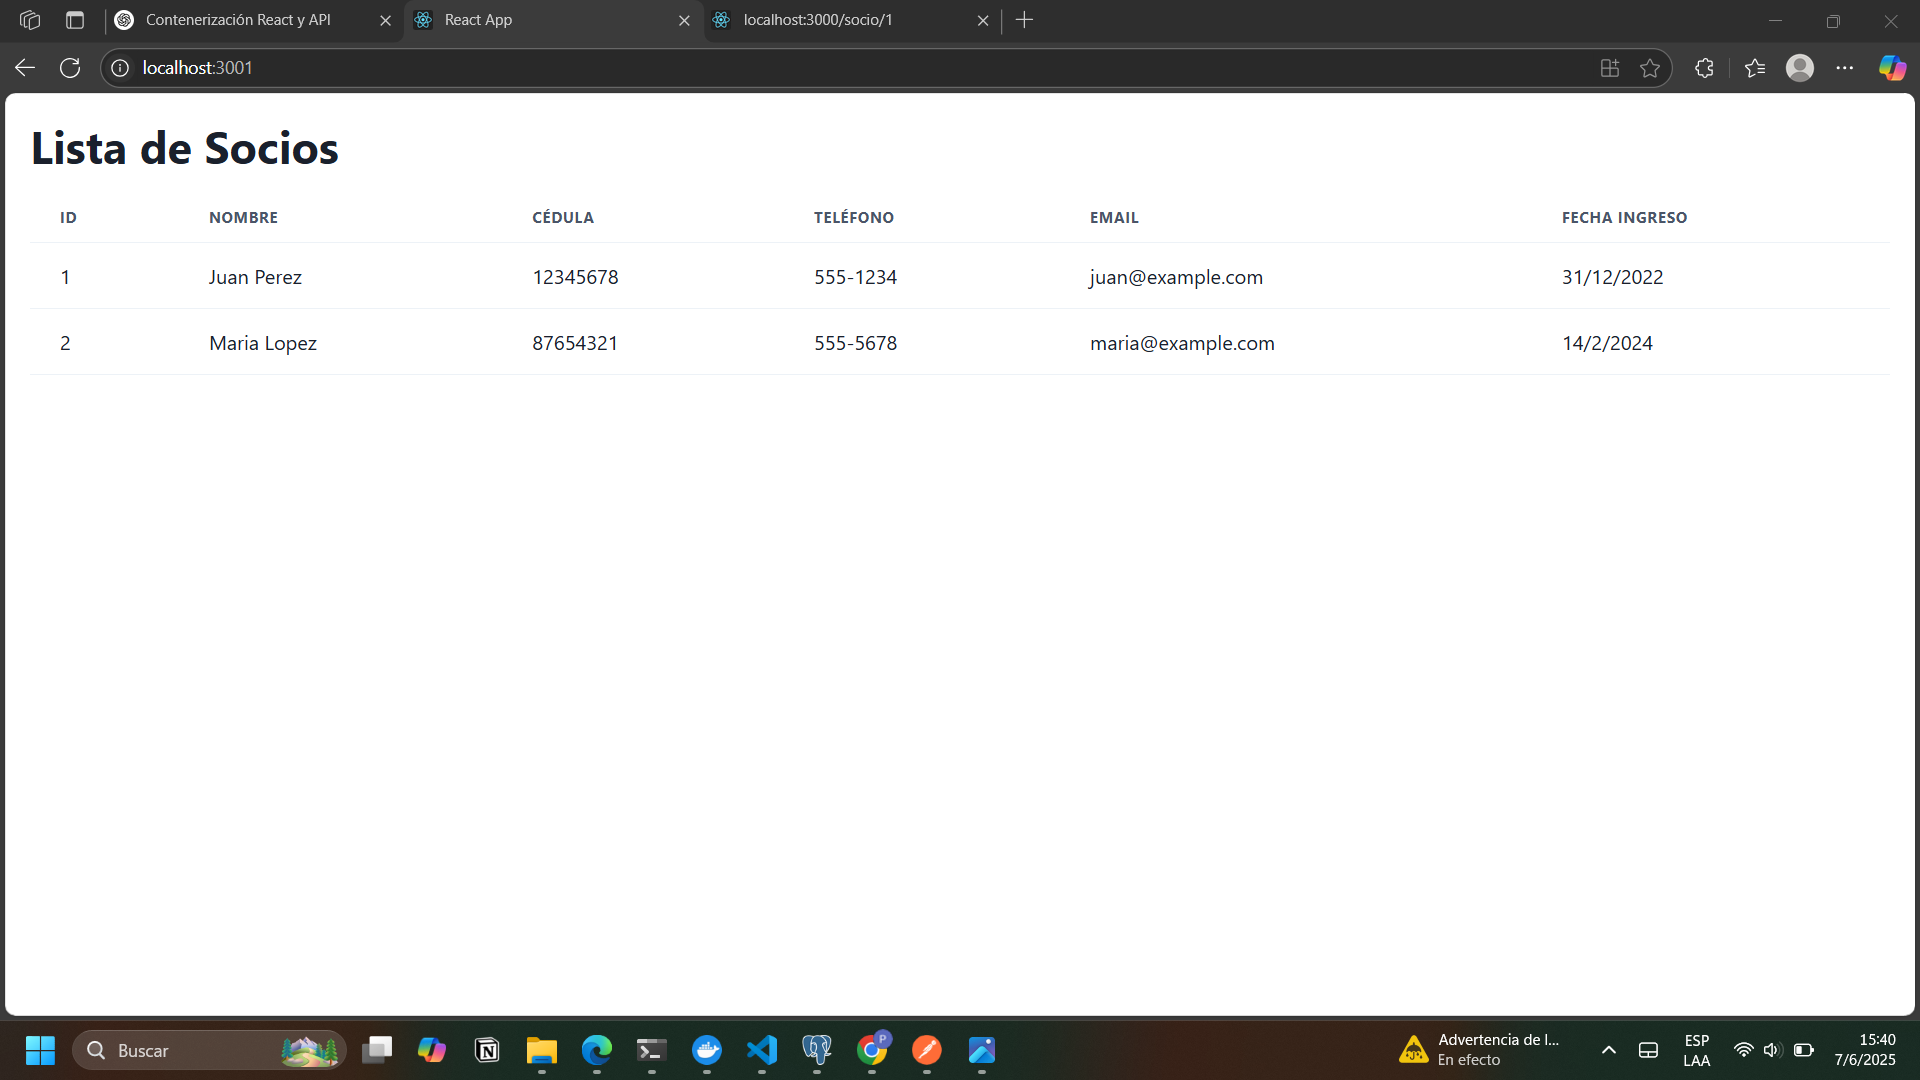 Contenerización React y API
React App
localhost:3000/socio/1
localhost:3001
Lista de Socios
ID NOMBRE CÉDULA TELÉFONO EMAIL FECHA INGRESO
1 Juan Perez 12345678 555-1234 juan@example.com 31/12/2022
2 Maria Lopez 87654321 555-5678 maria@example.com 14/2/2024
Buscar
P
Advertencia de l...
En efecto
ESP
LAA
15:40
7/6/2025